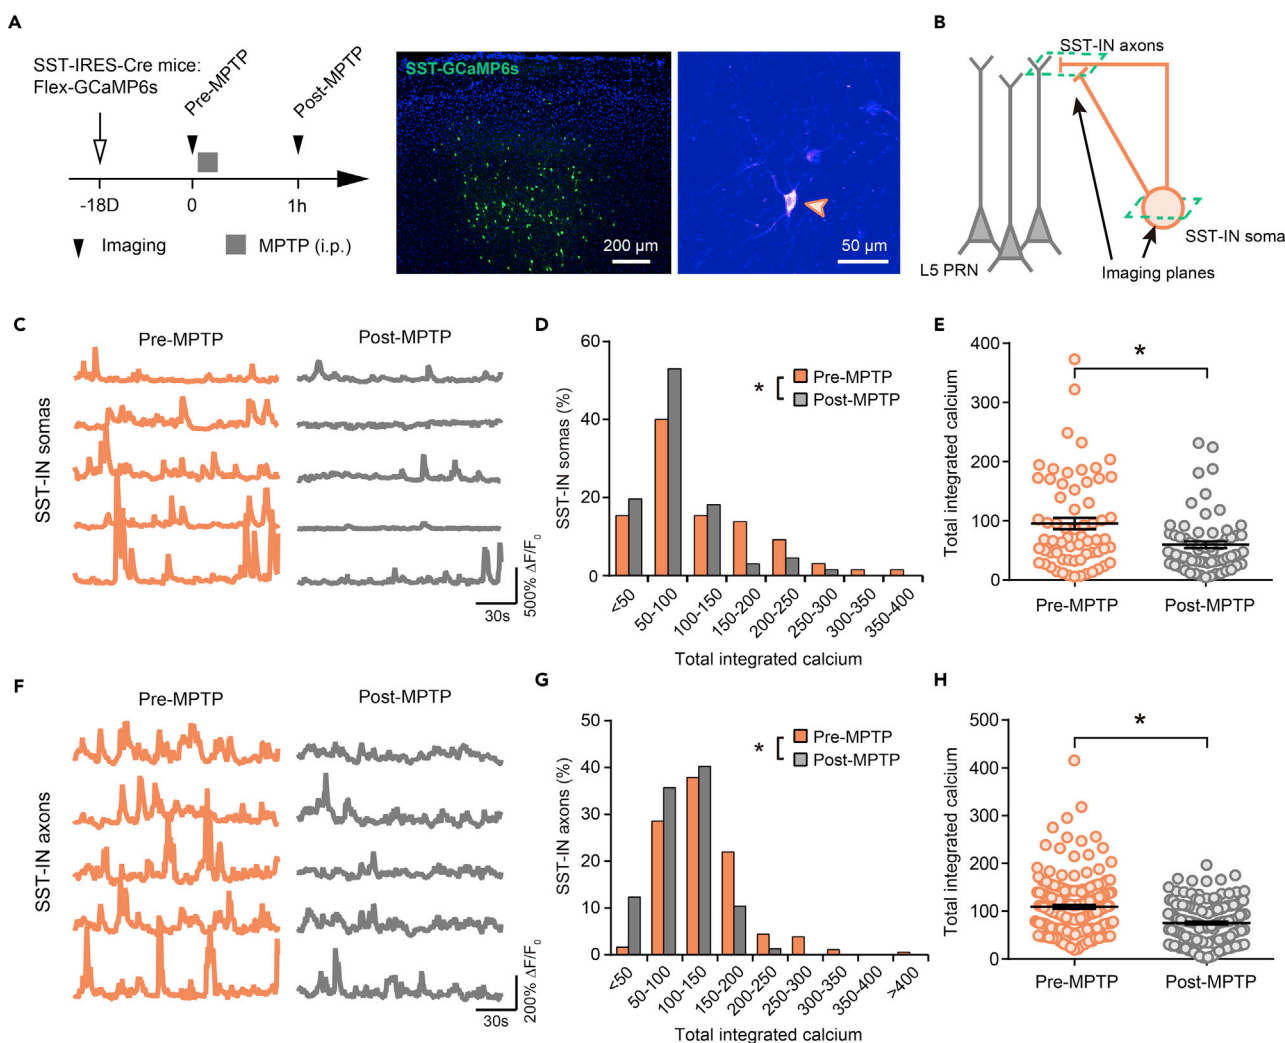 A
SST-IRES-Cre mice:
Flex-GCaMP6s
Pre-MPTP
Post-MPTP
-18D
0
1h
Imaging
MPTP (i.p.)
SST-GCaMP6s
200 µm
50 µm
B
SST-IN axons
SST-IN soma
L5 PRN
Imaging planes
C
Pre-MPTP
Post-MPTP
SST-IN somas
500% ΔF/F0
30s
D
60
40
20
0
SST-IN somas (%)
*
Pre-MPTP
Post-MPTP
<50
50-100
100-150
150-200
200-250
250-300
300-350
350-400
Total integrated calcium
E
400
300
200
100
0
Total integrated calcium
*
Pre-MPTP
Post-MPTP
F
Pre-MPTP
Post-MPTP
SST-IN axons
200% ΔF/F0
30s
G
50
40
30
20
10
0
SST-IN axons (%)
*
Pre-MPTP
Post-MPTP
<50
50-100
100-150
150-200
200-250
250-300
300-350
350-400
>400
Total integrated calcium
H
500
400
300
200
100
0
Total integrated calcium
*
Pre-MPTP
Post-MPTP